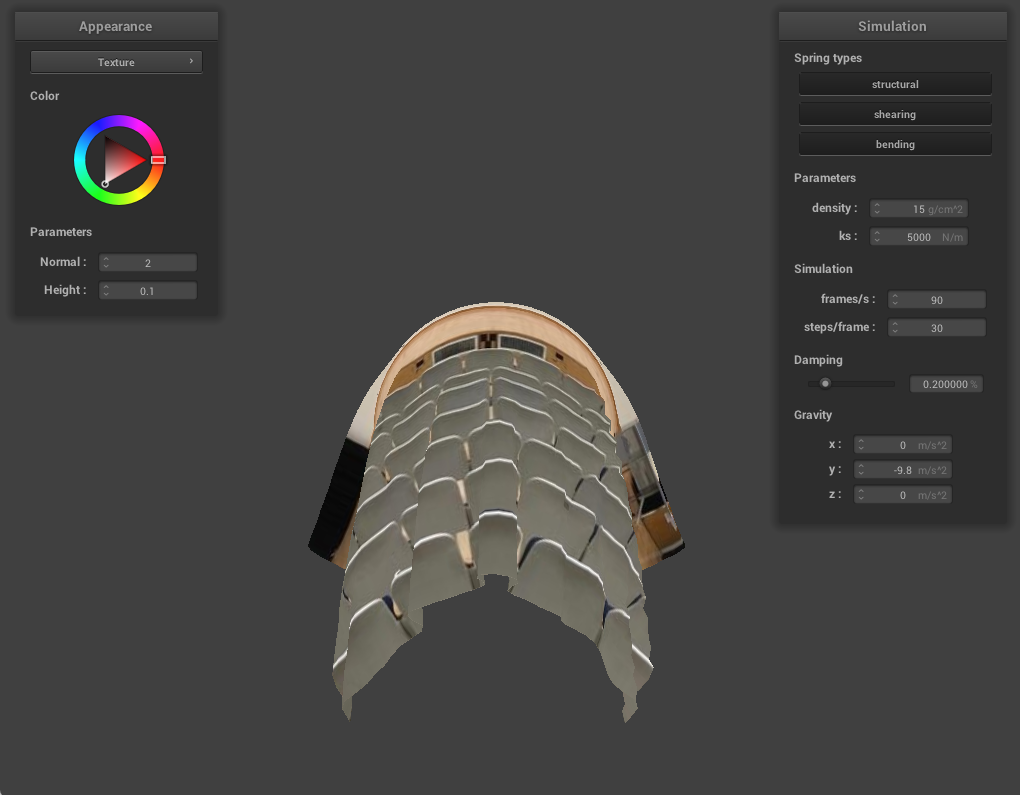 Appearance
Texture
Color
Parameters
Normal : 2
Height : 0.1
Simulation
Spring types
structural
shearing
bending
Parameters
density : 15 g/cm^2
ks : 5000 N/m
Simulation
frames/s : 90
steps/frame : 30
Damping
0.200000 %
Gravity
x : 0 m/s^2
y : -9.8 m/s^2
z : 0 m/s^2